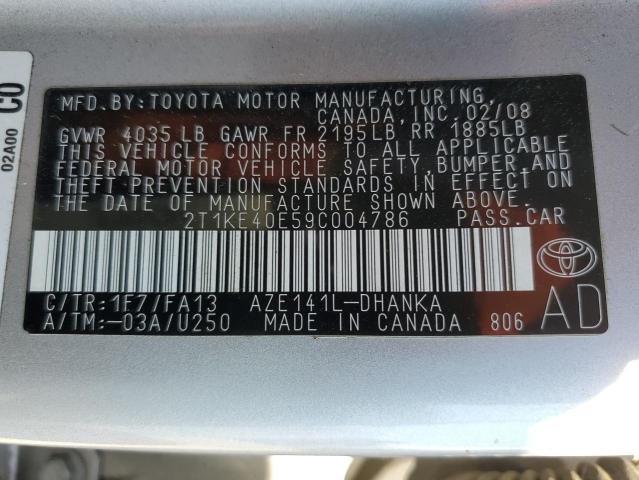 CO
02A00
MFD.BY:TOYOTA MOTOR MANUFACTURING,
CANADA, INC. 02/08
GVWR 4035 LB GAWR FR 2195LB, RR 1885LB
THIS VEHICLE CONFORMS TO ALL APPLICABLE
FEDERAL MOTOR VEHICLE SAFETY, BUMPER, AND
THEFT PREVENTION STANDARDS IN EFFECT ON
THE DATE OF MANUFACTURE SHOWN ABOVE.
2T1KE40E59C004786 PASS.CAR
C/TR:1F7/FA13 AZE141L-DHANKA
A/TM:-03A/U250 MADE IN CANADA 806
AD